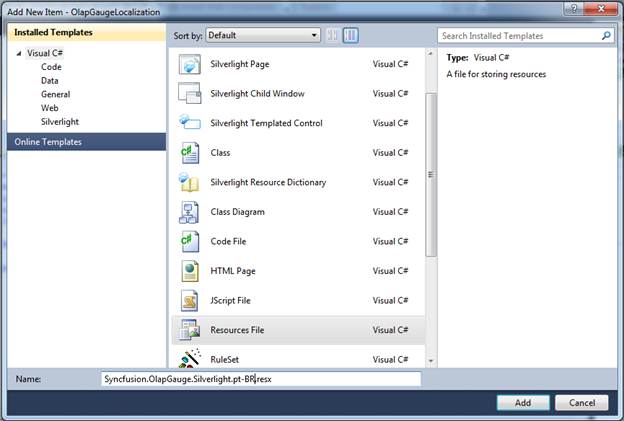 Add New Item - OlapGaugeLocalization
Installed Templates
Visual C#
Code
Data
General
Web
Silverlight
Online Templates
Sort by: Default
Silverlight Page Visual C#
Silverlight Child Window Visual C#
Silverlight Templated Control Visual C#
Class Visual C#
Silverlight Resource Dictionary Visual C#
Class Diagram Visual C#
Code File Visual C#
HTML Page Visual C#
JScript File Visual C#
Resources File Visual C#
RuleSet Visual C#
Search Installed Templates
Type: Visual C#
A file for storing resources
Name: Syncfusion.OlapGauge.Silverlight.pt-BR.resx
Add Cancel